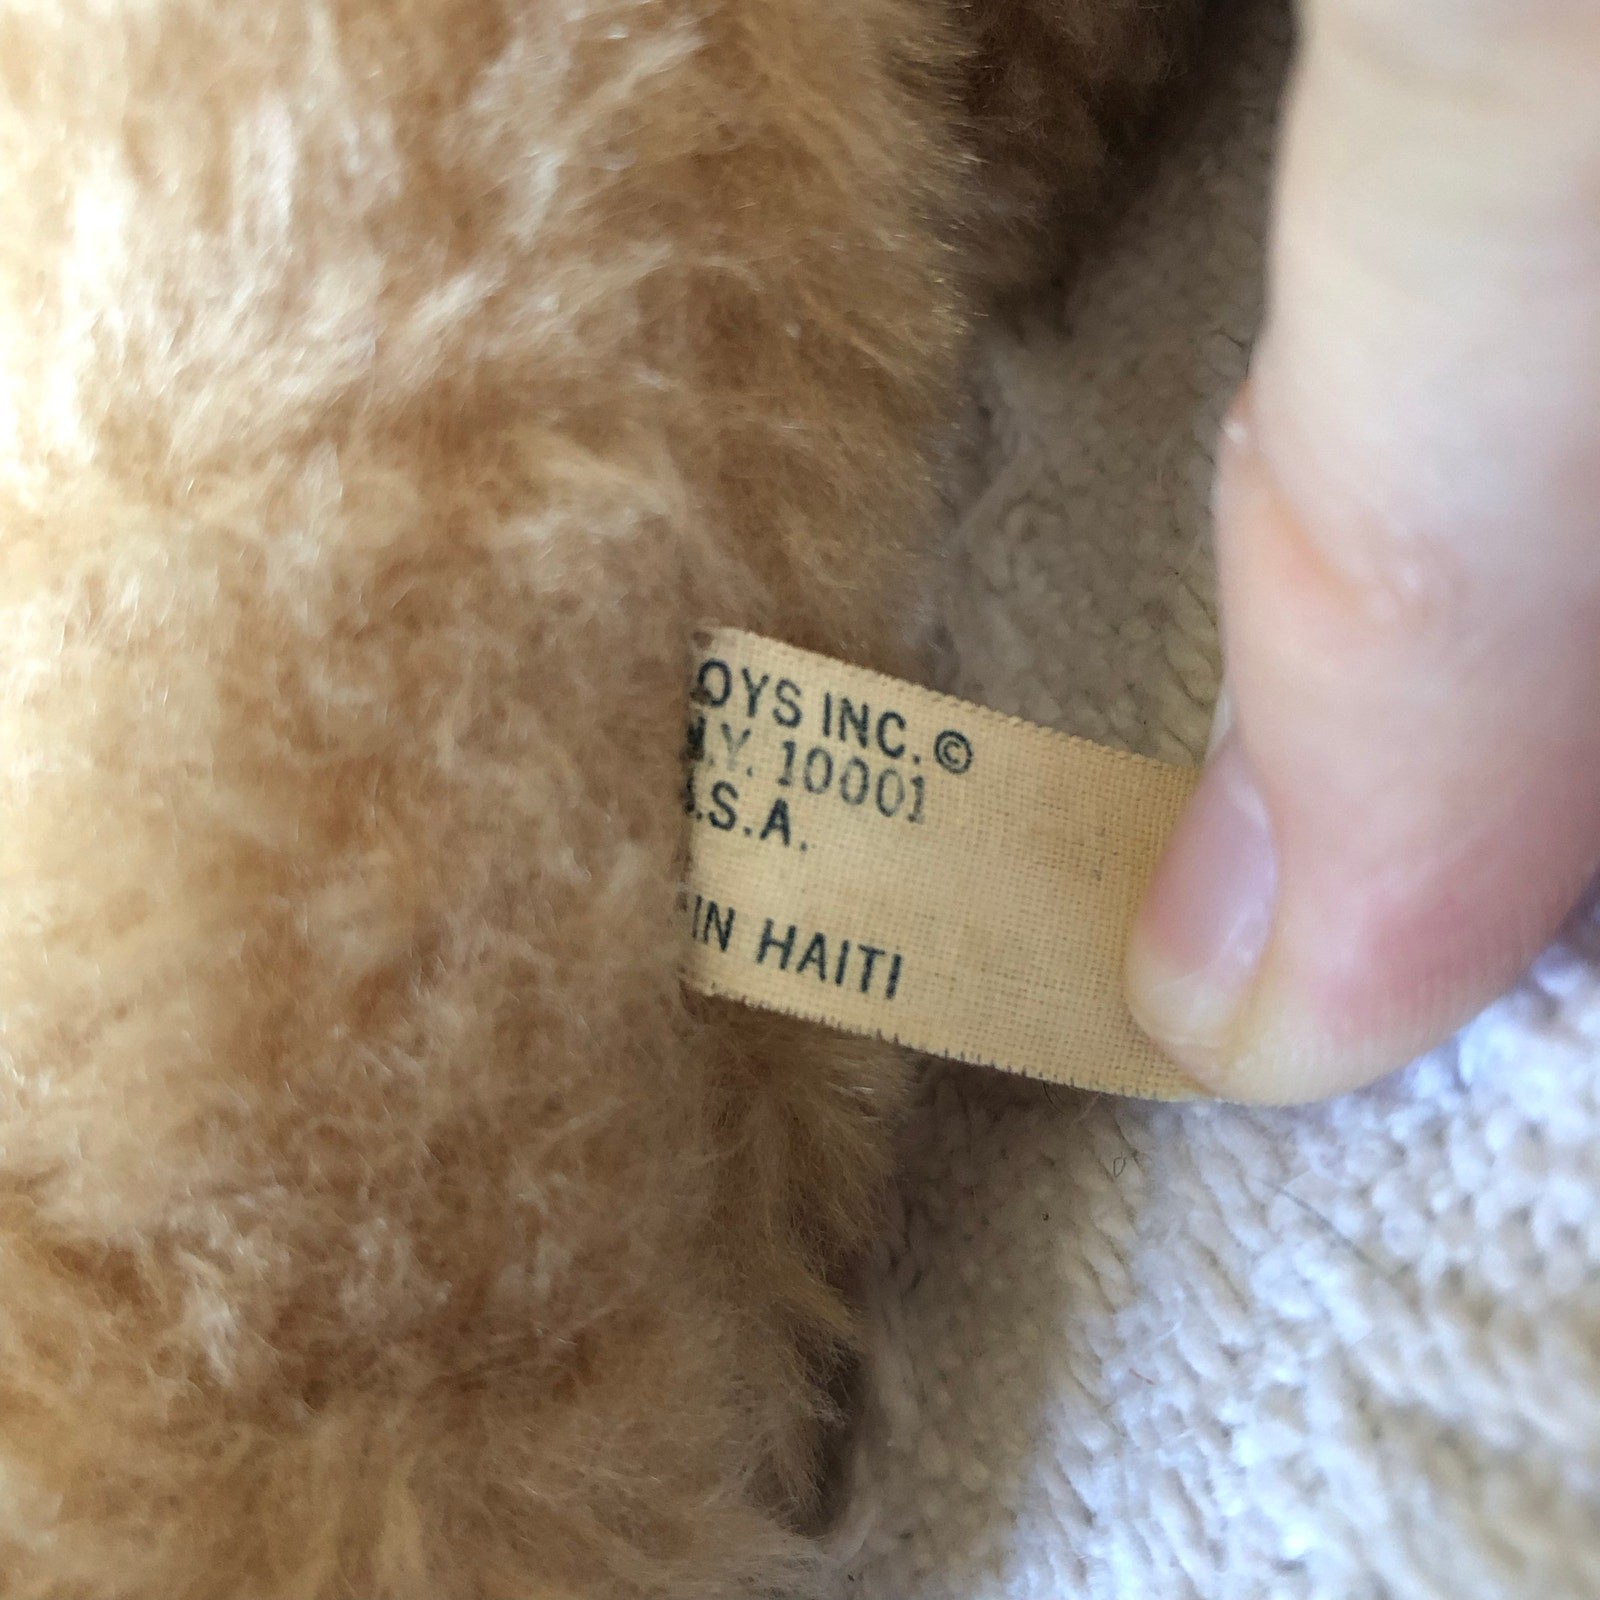 OYS INC.©
.Y. 10001
.S.A.
IN HAITI